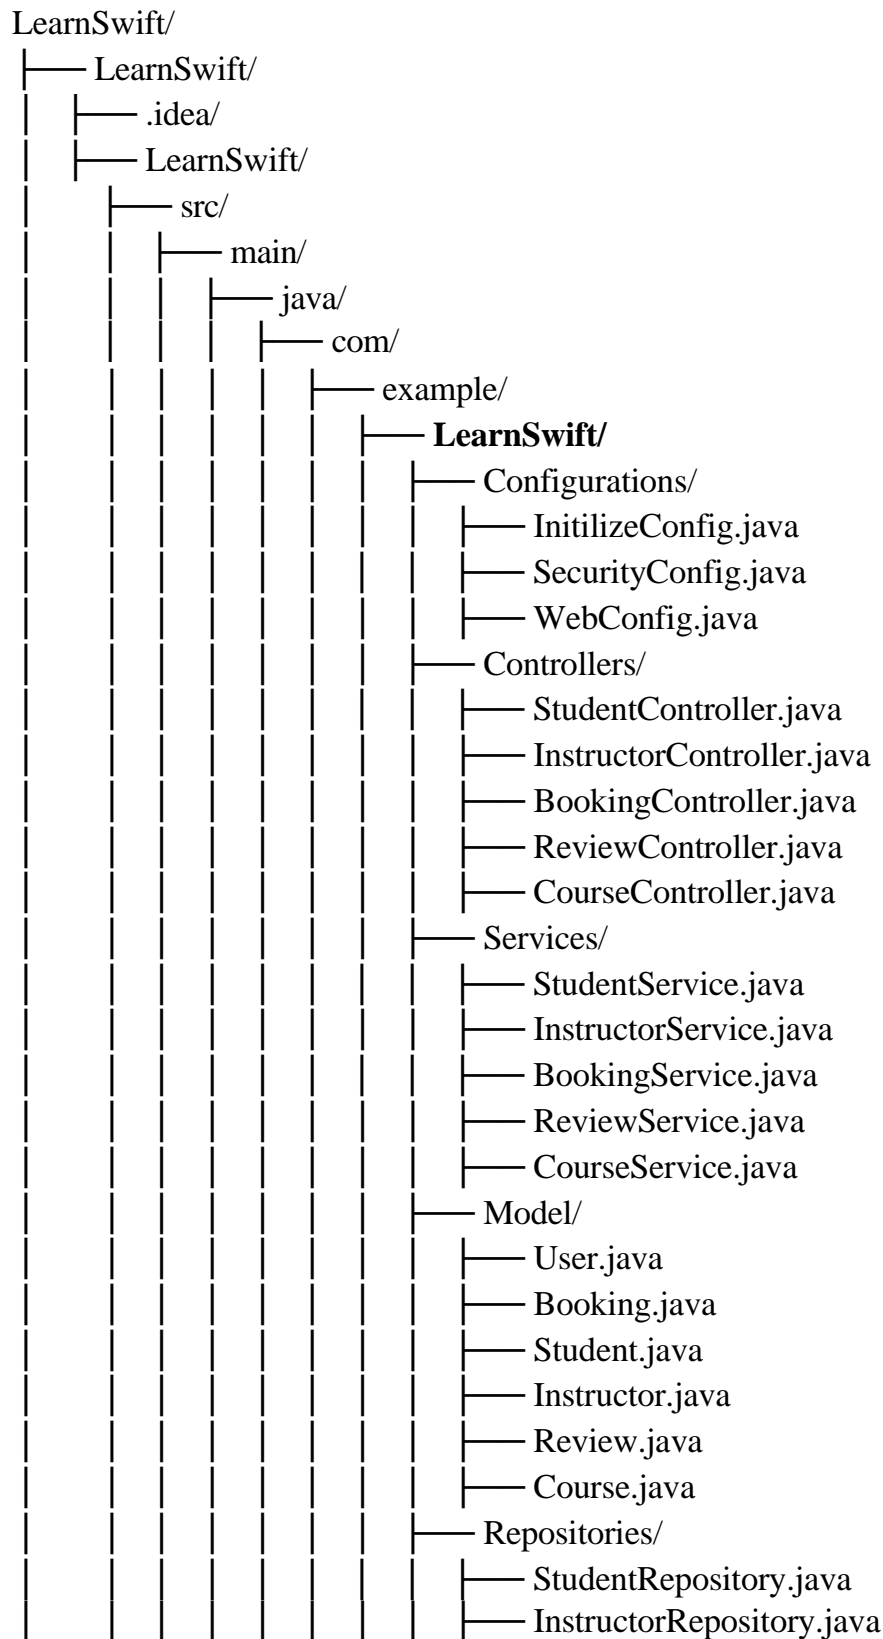 LearnSwift/
LearnSwift/
.idea/
LearnSwift/
src/
main/
java/
com/
example/
LearnSwift/
Configurations/
InitilizeConfig.java
SecurityConfig.java
WebConfig.java
Controllers/
StudentController.java
InstructorController.java
BookingController.java
ReviewController.java
CourseController.java
Services/
StudentService.java
InstructorService.java
BookingService.java
ReviewService.java
CourseService.java
Model/
User.java
Booking.java
Student.java
Instructor.java
Review.java
Course.java
Repositories/
StudentRepository.java
InstructorRepository.java